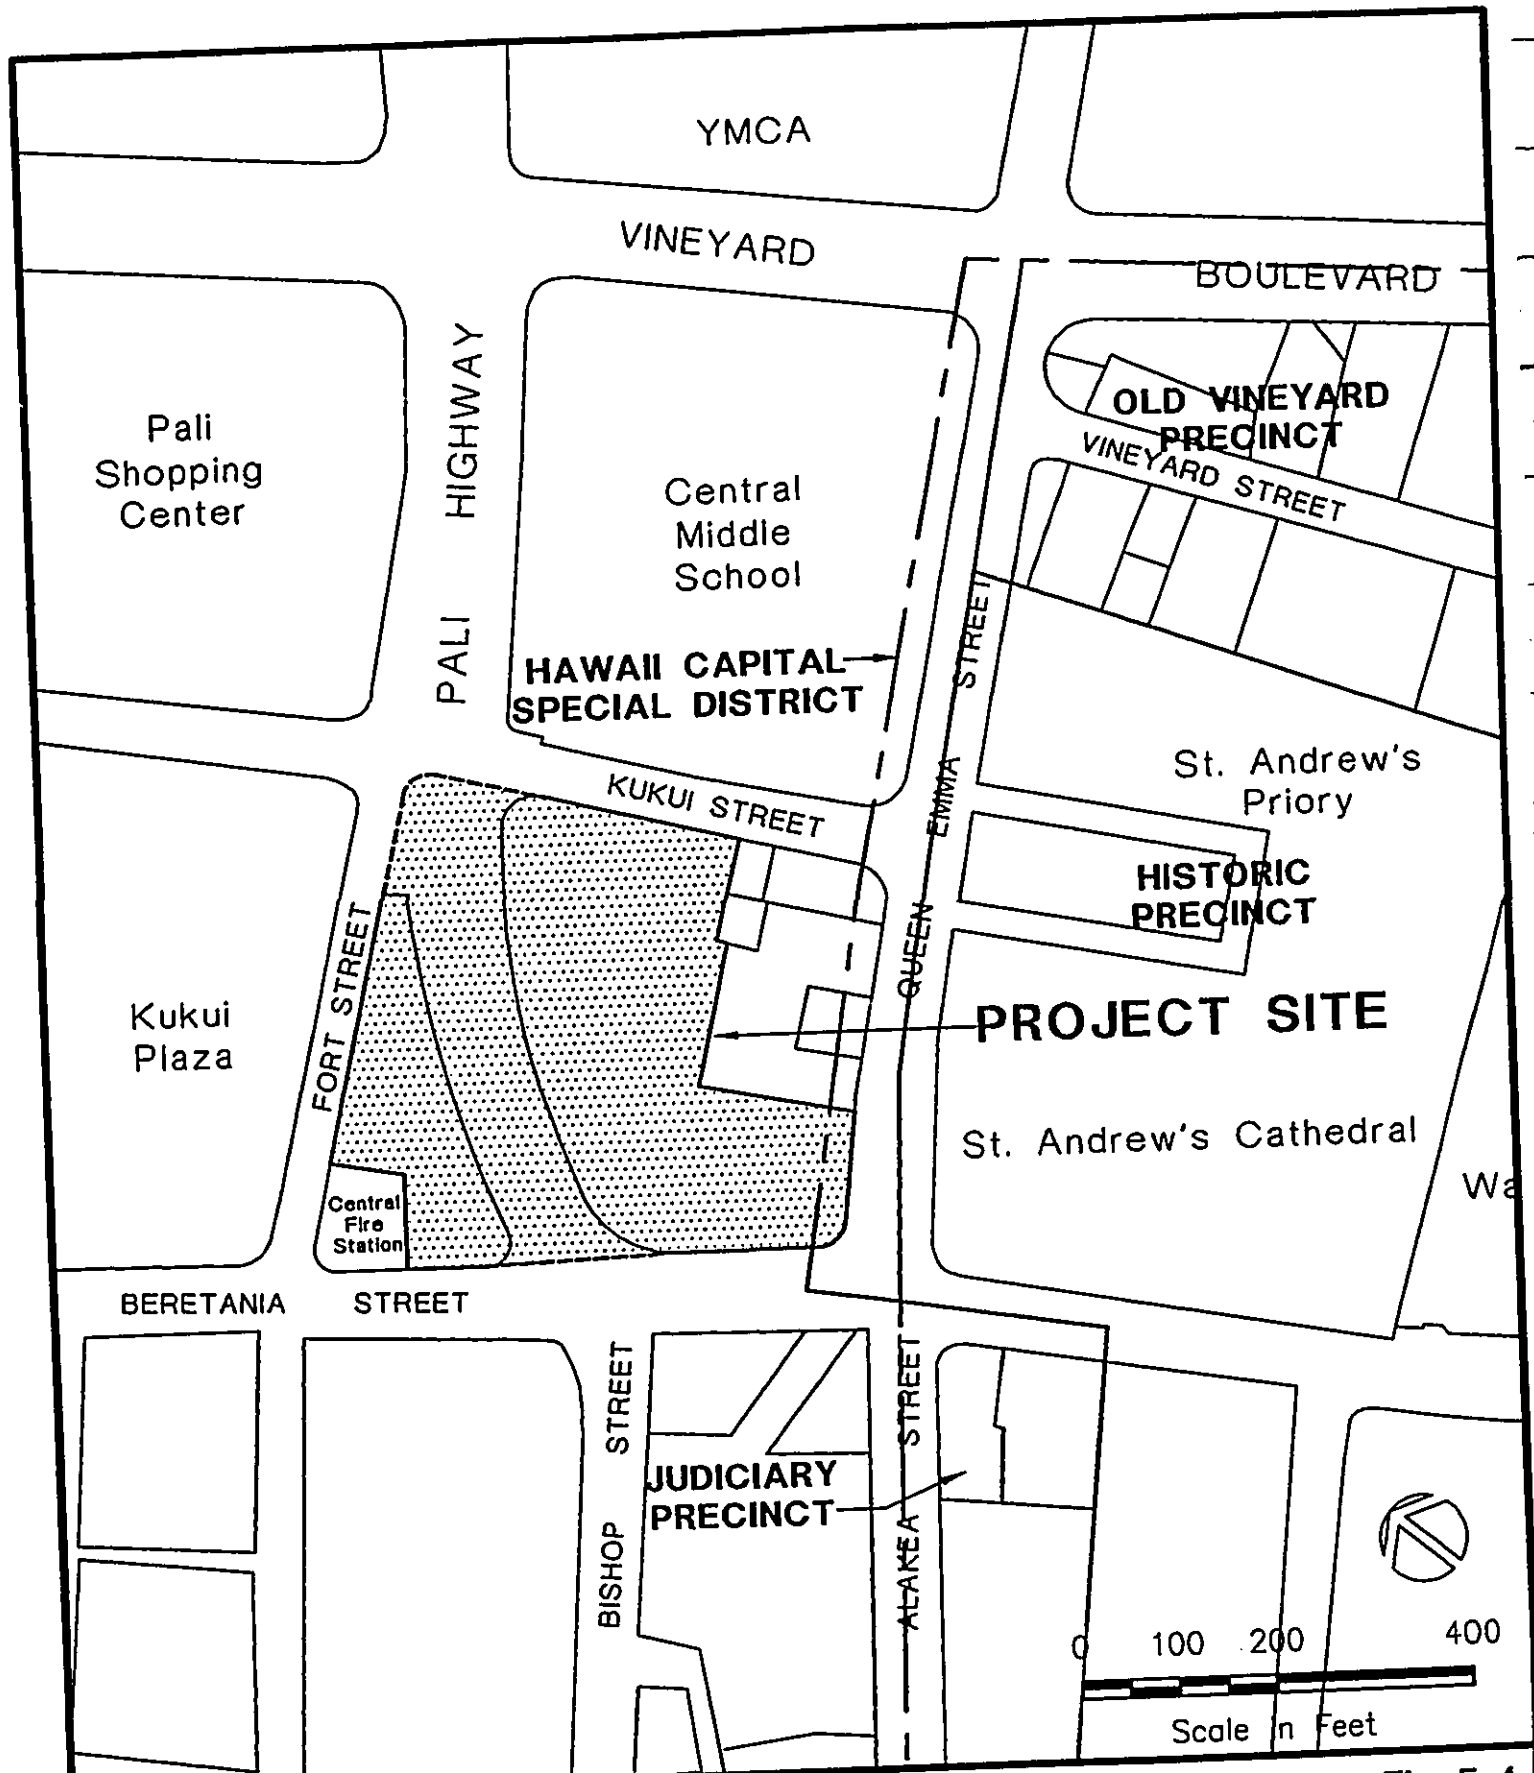 YMCA
VINEYARD
BOULEVARD
PALI HIGHWAY
Pali
Shopping
Center
Central
Middle
School
OLD VINEYARD
PRECINCT
VINEYARD STREET
HAWAII CAPITAL
SPECIAL DISTRICT
KUKUI STREET
QUEEN EMMA STREET
St. Andrew's
Priory
HISTORIC
PRECINCT
FORT STREET
Kukui
Plaza
PROJECT SITE
St. Andrew's Cathedral
Wa
Central
Fire
Station
BERETANIA STREET
BISHOP STREET
ALAKEA STREET
JUDICIARY
PRECINCT
0 100 200 400
Scale In Feet